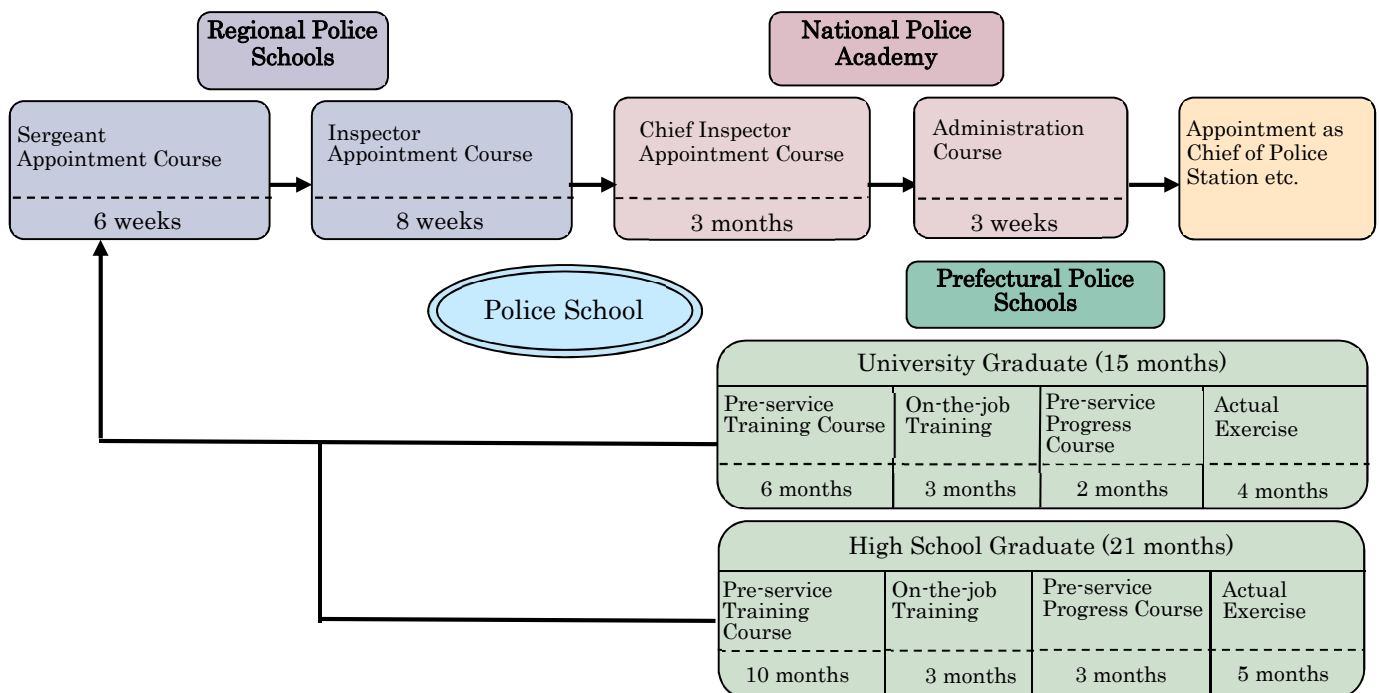 Regional Police
Schools
National Police
Academy
Sergeant
Appointment Course
6 weeks
Inspector
Appointment Course
8 weeks
Chief Inspector
Appointment Course
3 months
Administration
Course
3 weeks
Appointment as
Chief of Police
Station etc.
Police School
Prefectural Police
Schools
University Graduate (15 months)
Pre-service
Training Course
6 months
On-the-job
Training
3 months
Pre-service
Progress
Course
2 months
Actual
Exercise
4 months
High School Graduate (21 months)
Pre-service
Training
Course
10 months
On-the-job
Training
3 months
Pre-service
Progress Course
3 months
Actual
Exercise
5 months